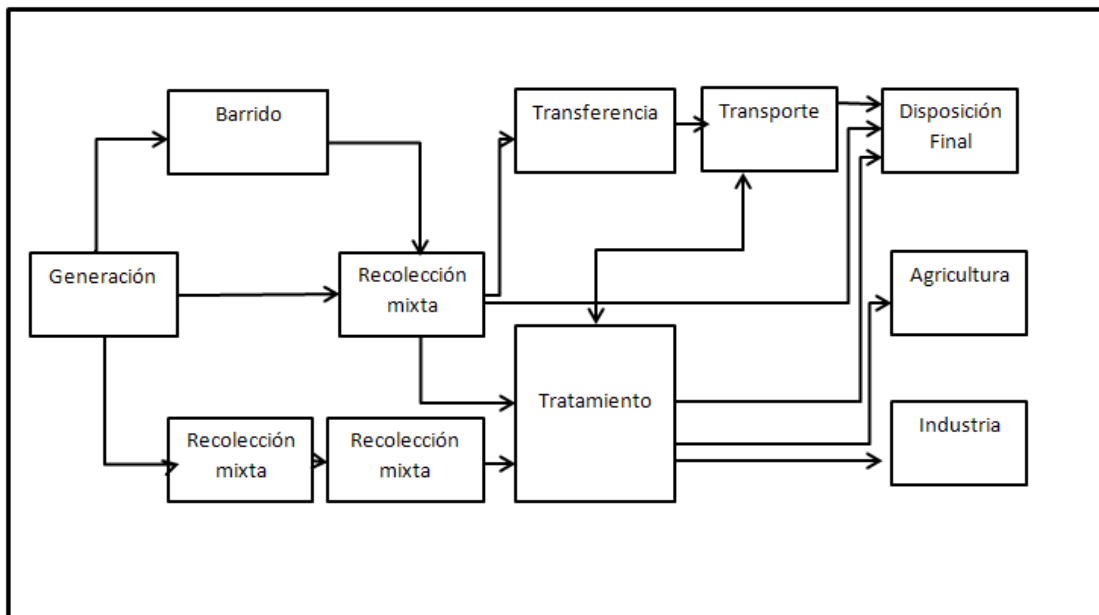 Barrido
Transferencia
Transporte
Disposición
Final
Generación
Recolección
mixta
Agricultura
Tratamiento
Industria
Recolección
mixta
Recolección
mixta